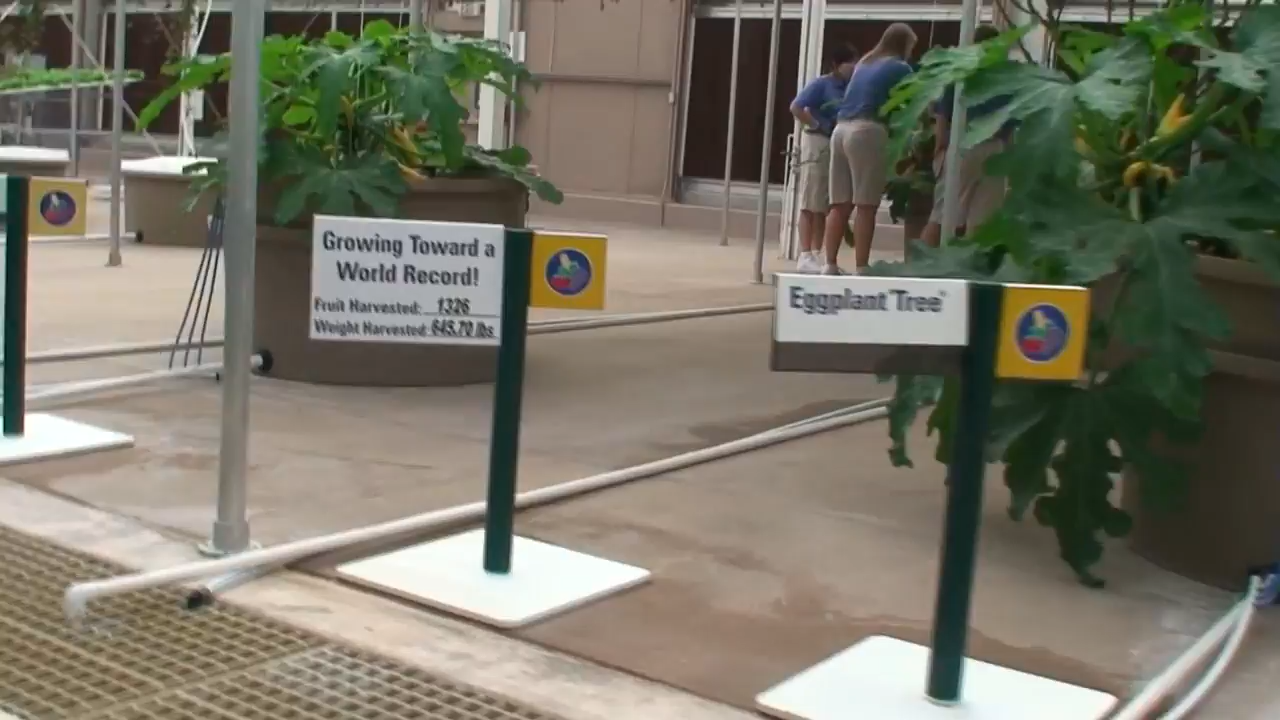 Growing Toward a
World Record!
Fruit Harvested: 1326
Weight Harvested: 645.70 lbs
Eggplant Tree